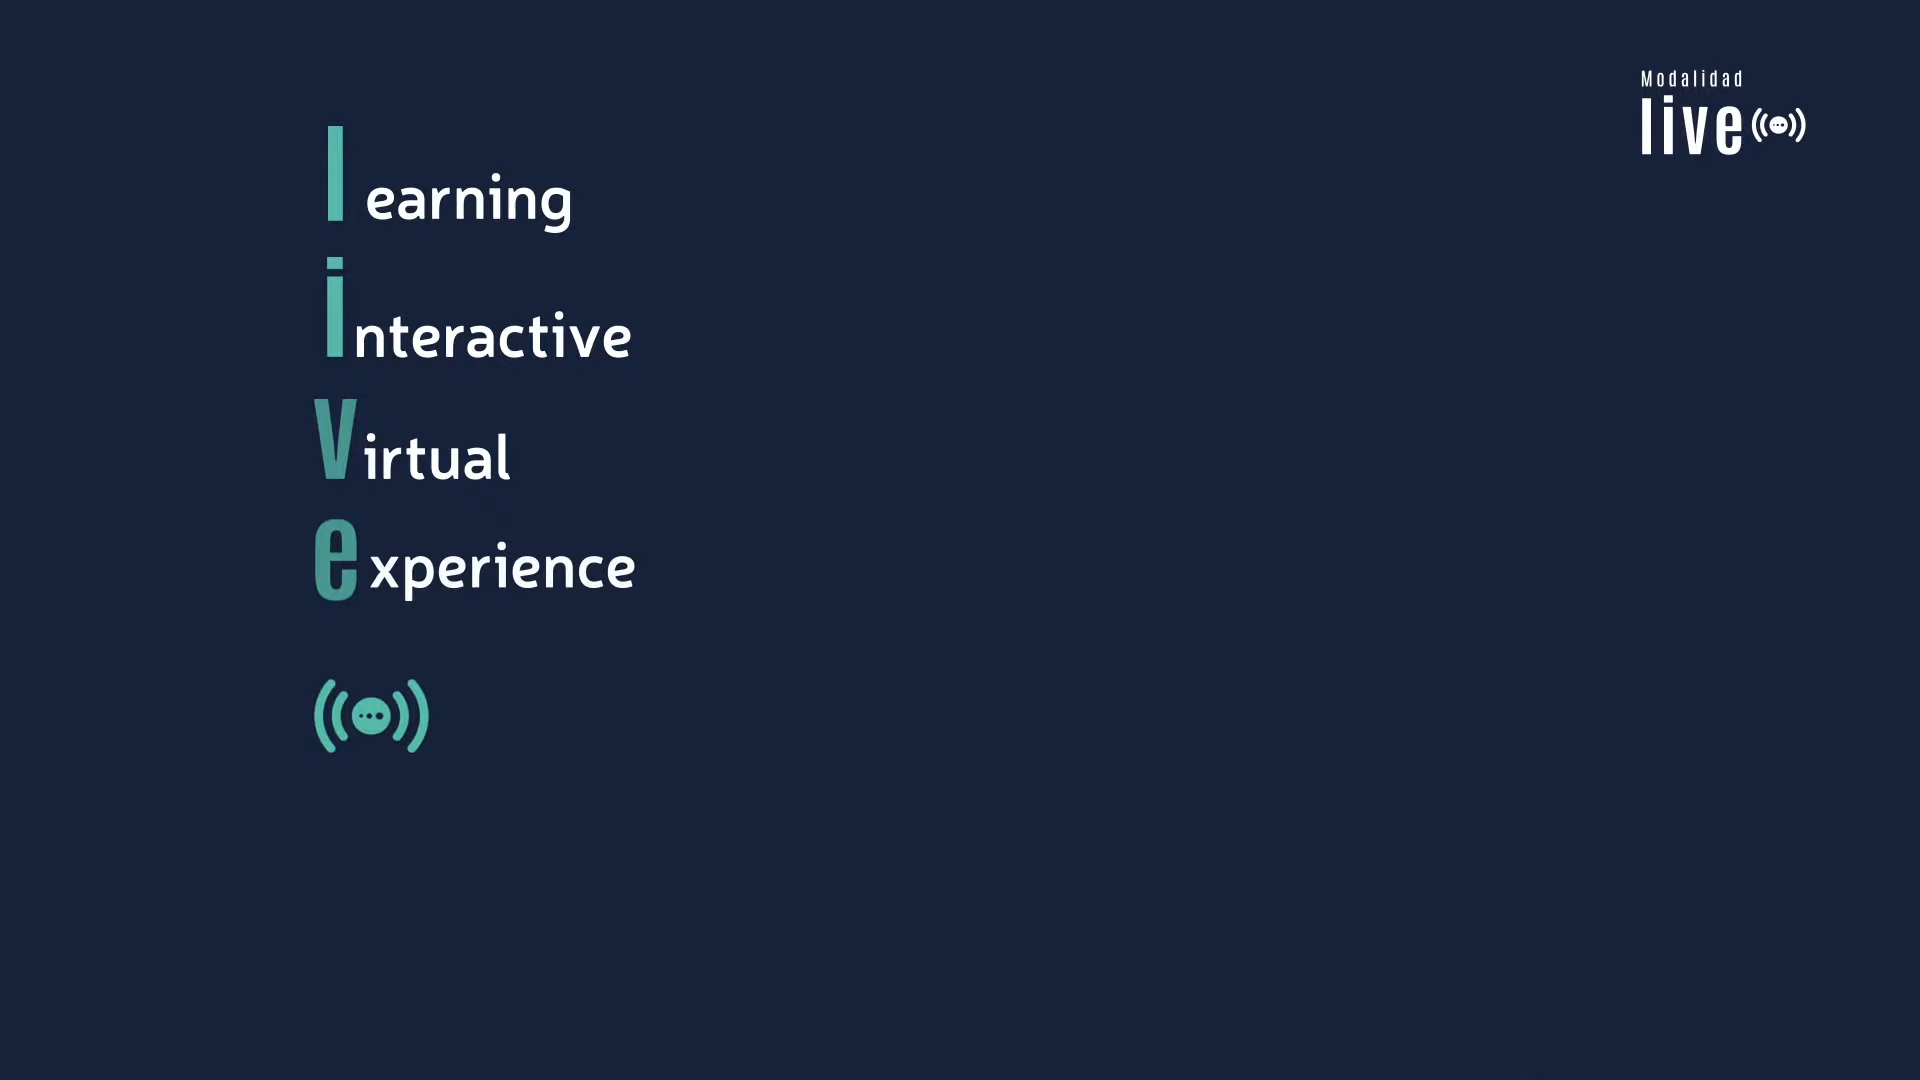 learning
interactive
Virtual
experience
Modalidad
live